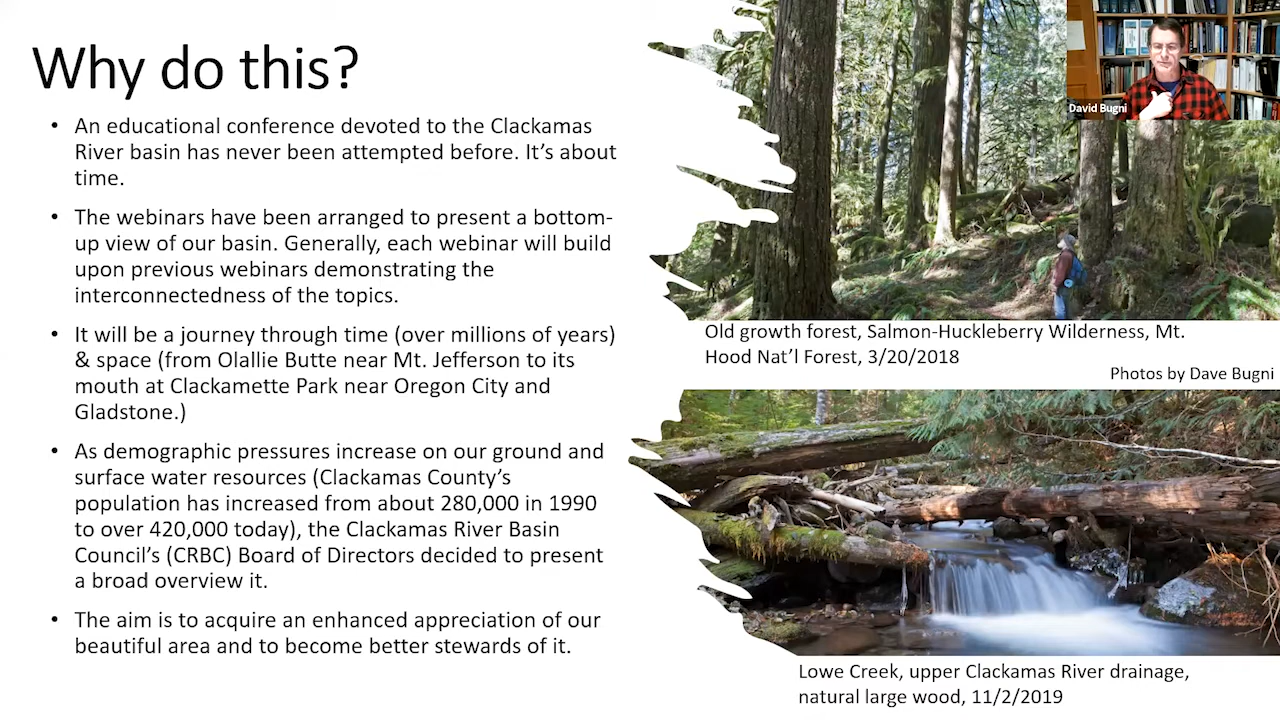 Why do this?
• An educational conference devoted to the Clackamas
River basin has never been attempted before. It’s about
time.
• The webinars have been arranged to present a bottom-
up view of our basin. Generally, each webinar will build
upon previous webinars demonstrating the
interconnectedness of the topics.
• It will be a journey through time (over millions of years)
& space (from Olallie Butte near Mt. Jefferson to its
mouth at Clackamette Park near Oregon City and
Gladstone.)
• As demographic pressures increase on our ground and
surface water resources (Clackamas County’s
population has increased from about 280,000 in 1990
to over 420,000 today), the Clackamas River Basin
Council’s (CRBC) Board of Directors decided to present
a broad overview it.
• The aim is to acquire an enhanced appreciation of our
beautiful area and to become better stewards of it.
David Bugni
Old growth forest, Salmon-Huckleberry Wilderness, Mt.
Hood Nat’l Forest, 3/20/2018
Photos by Dave Bugni
Lowe Creek, upper Clackamas River drainage,
natural large wood, 11/2/2019